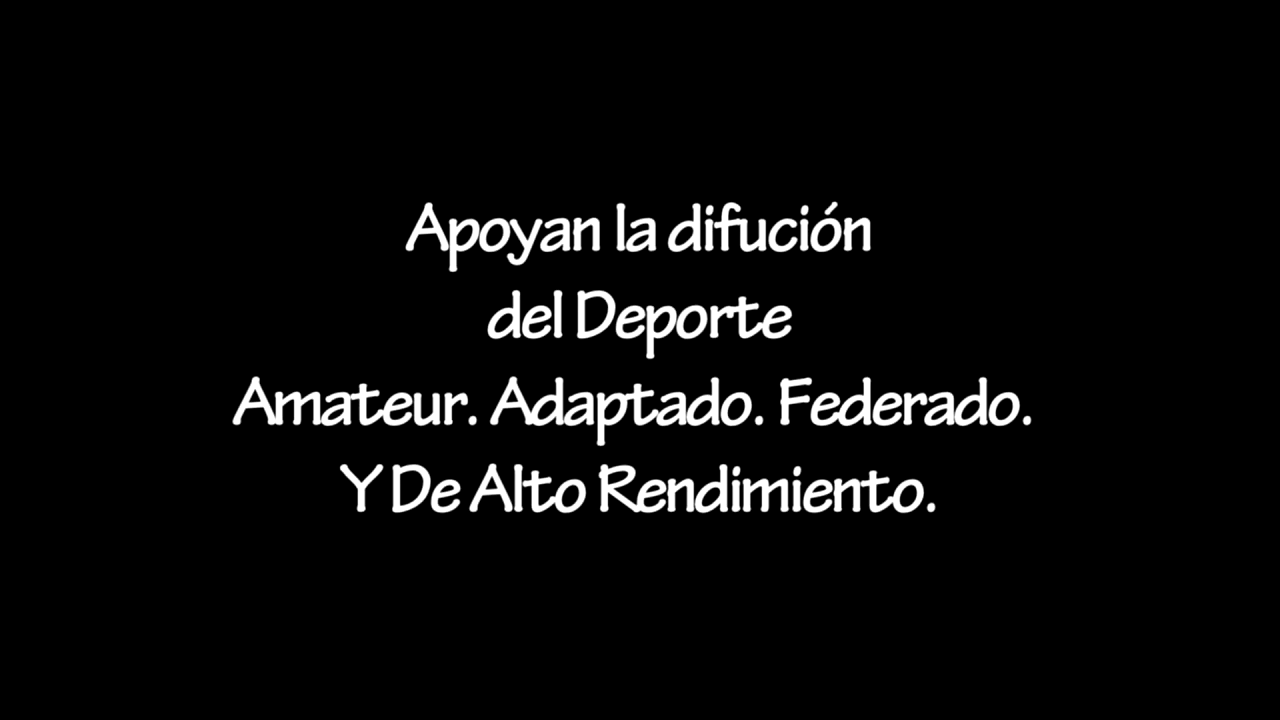 Apoyan la difución
del Deporte
Amateur. Adaptado. Federado.
Y De Alto Rendimiento.